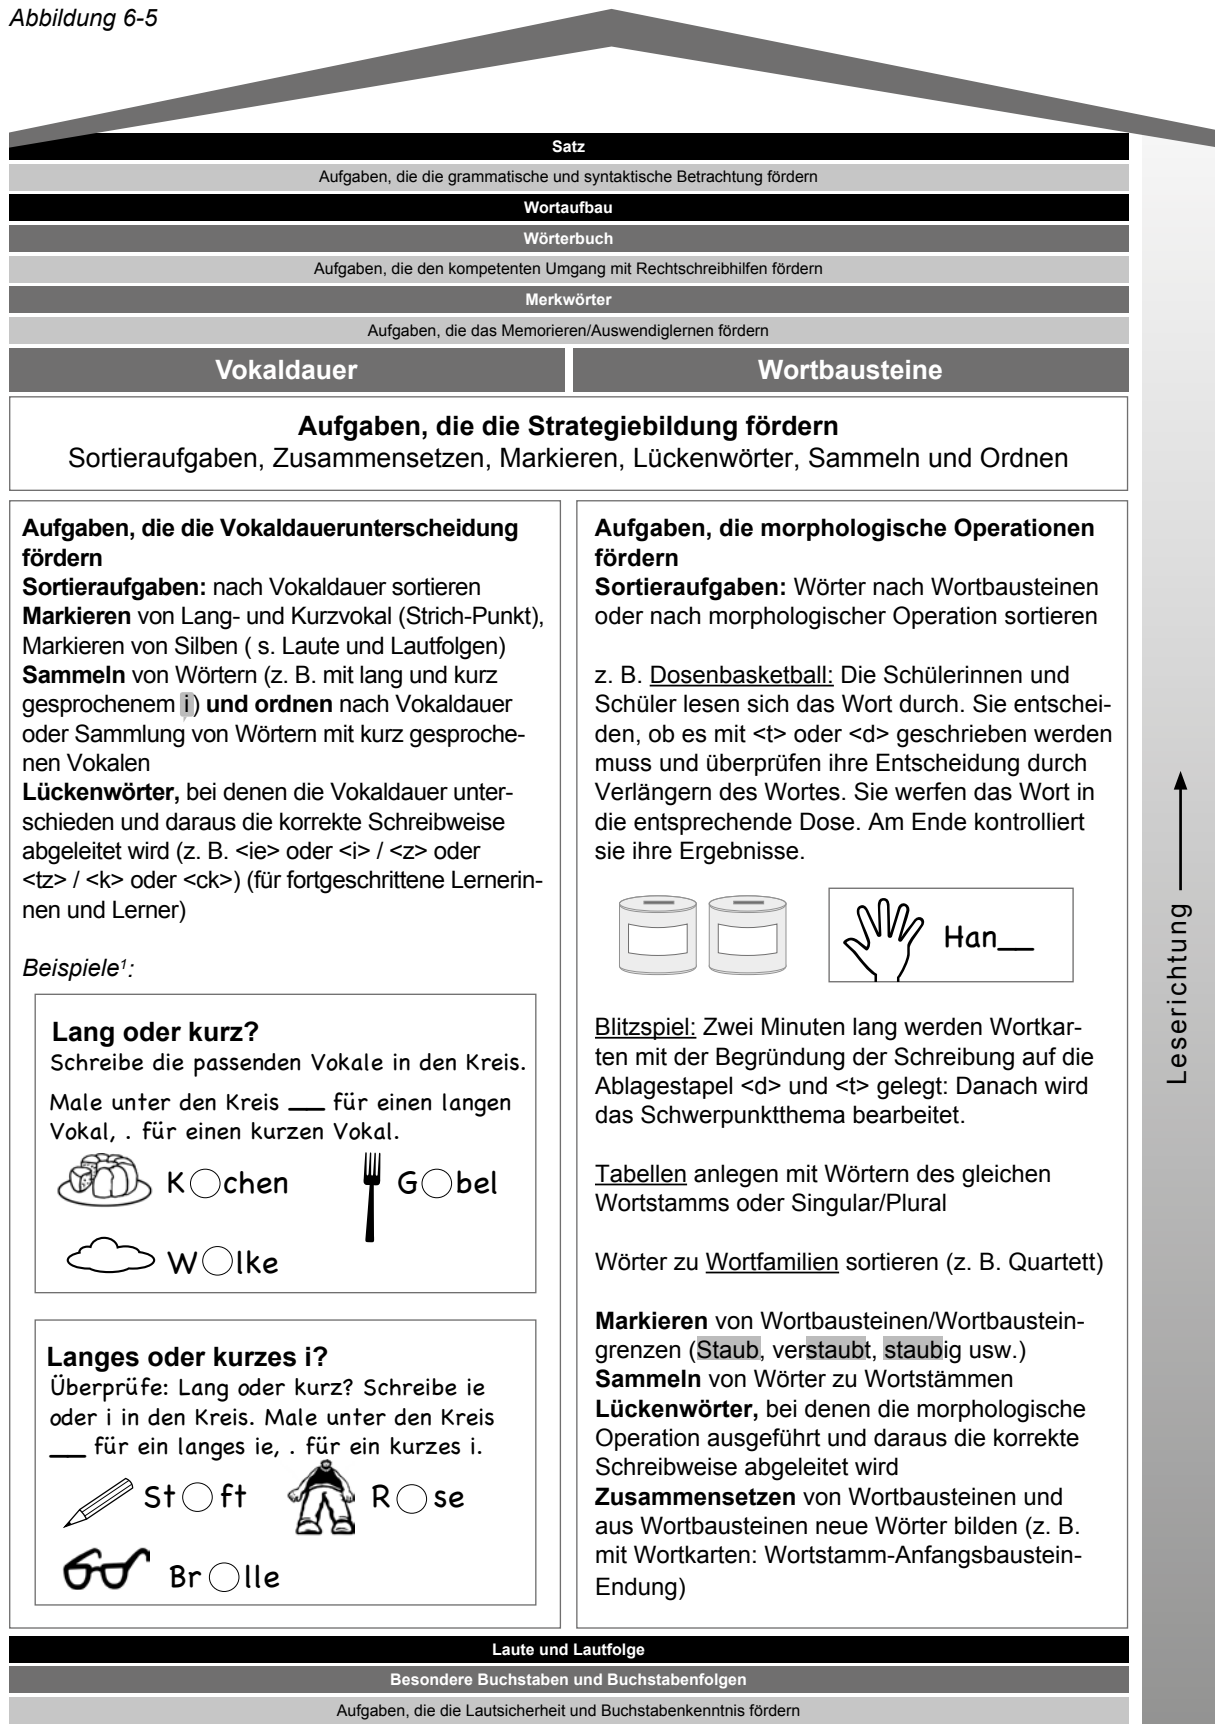 Abbildung 6-5
Satz
Aufgaben, die die grammatische und syntaktische Betrachtung fördern
Wortaufbau
Wörterbuch
Aufgaben, die den kompetenten Umgang mit Rechtschreibhilfen fördern
Merkwörter
Aufgaben, die das Memorieren/Auswendiglernen fördern
Vokaldauer
Wortbausteine
Aufgaben, die die Strategiebildung fördern
Sortieraufgaben, Zusammensetzen, Markieren, Lückenwörter, Sammeln und Ordnen
Aufgaben, die die Vokaldauerunterscheidung
fördern
Sortieraufgaben: nach Vokaldauer sortieren
Markieren von Lang- und Kurzvokal (Strich-Punkt),
Markieren von Silben ( s. Laute und Lautfolgen)
Sammeln von Wörtern (z. B. mit lang und kurz
gesprochenem i) und ordnen nach Vokaldauer
oder Sammlung von Wörtern mit kurz gesproche-
nen Vokalen
Lückenwörter, bei denen die Vokaldauer unter-
schieden und daraus die korrekte Schreibweise
abgeleitet wird (z. B. <ie> oder <i> / <z> oder
<tz> / <k> oder <ck>) (für fortgeschrittene Lernerin-
nen und Lerner)
Beispiele¹:
Lang oder kurz?
Schreibe die passenden Vokale in den Kreis.
Male unter den Kreis __ für einen langen
Vokal, . für einen kurzen Vokal.
K◯chen
G◯bel
W◯lke
Langes oder kurzes i?
Überprüfe: Lang oder kurz? Schreibe ie
oder i in den Kreis. Male unter den Kreis
__ für ein langes ie, . für ein kurzes i.
St◯ft
R◯se
Br◯lle
Aufgaben, die morphologische Operationen
fördern
Sortieraufgaben: Wörter nach Wortbausteinen
oder nach morphologischer Operation sortieren
z. B. Dosenbasketball: Die Schülerinnen und
Schüler lesen sich das Wort durch. Sie entschei-
den, ob es mit <t> oder <d> geschrieben werden
muss und überprüfen ihre Entscheidung durch
Verlängern des Wortes. Sie werfen das Wort in
die entsprechende Dose. Am Ende kontrolliert
sie ihre Ergebnisse.
Han__
Blitzspiel: Zwei Minuten lang werden Wortkar-
ten mit der Begründung der Schreibung auf die
Ablagestapel <d> und <t> gelegt: Danach wird
das Schwerpunktthema bearbeitet.
Tabellen anlegen mit Wörtern des gleichen
Wortstamms oder Singular/Plural
Wörter zu Wortfamilien sortieren (z. B. Quartett)
Markieren von Wortbausteinen/Wortbaustein-
grenzen (Staub, verstaubt, staubig usw.)
Sammeln von Wörter zu Wortstämmen
Lückenwörter, bei denen die morphologische
Operation ausgeführt und daraus die korrekte
Schreibweise abgeleitet wird
Zusammensetzen von Wortbausteinen und
aus Wortbausteinen neue Wörter bilden (z. B.
mit Wortkarten: Wortstamm-Anfangsbaustein-
Endung)
Leserichtung
Laute und Lautfolge
Besondere Buchstaben und Buchstabenfolgen
Aufgaben, die die Lautsicherheit und Buchstabenkenntnis fördern